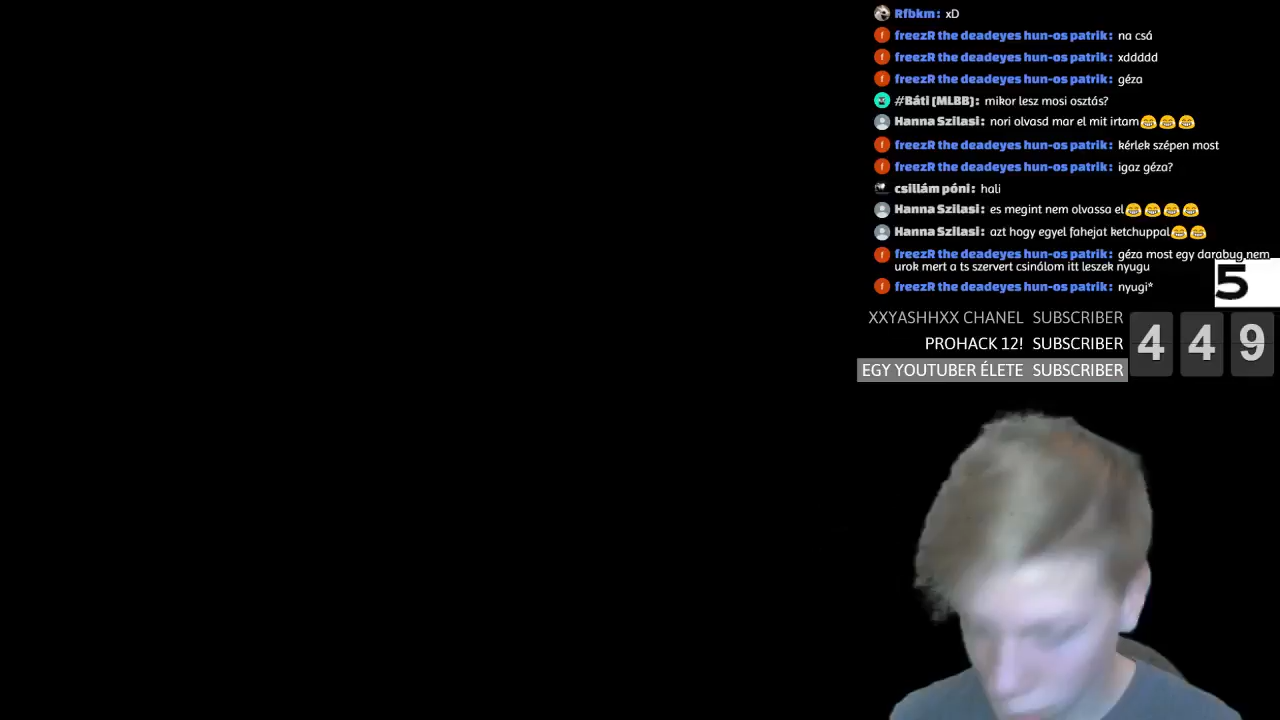 Rfbkm: xD
freezR the deadeyes hun-os patrik: na csá
freezR the deadeyes hun-os patrik: xddddd
freezR the deadeyes hun-os patrik: géza
#Báti [MLBB]: mikor lesz mosi osztás?
Hanna Szilasi: nori olvasd mar el mit irtam😂😂😂
freezR the deadeyes hun-os patrik: kérlek szépen most
freezR the deadeyes hun-os patrik: igaz géza?
csillám póni: hali
Hanna Szilasi: es megint nem olvassa el😂😂😂😂
Hanna Szilasi: azt hogy egyel fahejat ketchuppal😂😂
freezR the deadeyes hun-os patrik: géza most egy darabug nem
urok mert a ts szervert csinálom itt leszek nyugu
freezR the deadeyes hun-os patrik: nyugi*
5
XXYASHHXX CHANEL SUBSCRIBER
PROHACK 12! SUBSCRIBER
EGY YOUTUBER ÉLETE SUBSCRIBER
449